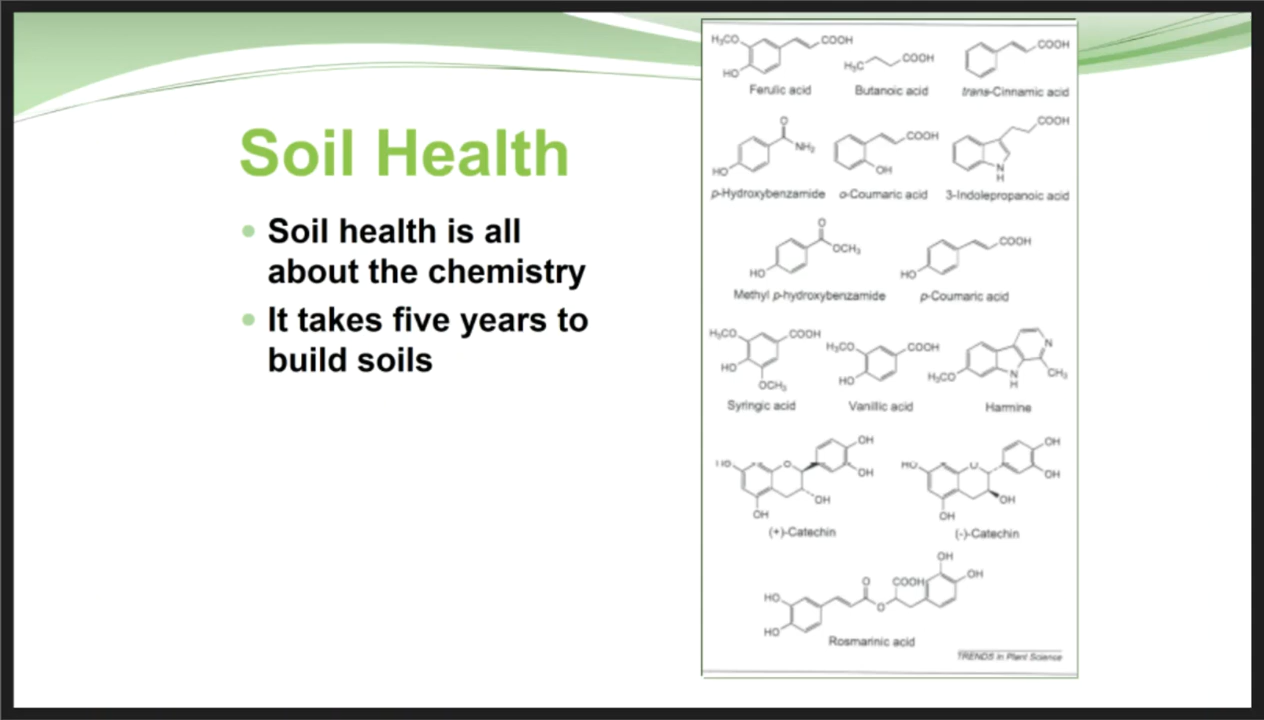 Soil Health
Soil health is all
about the chemistry
It takes five years to
build soils
H₃CO COOH
HO
Ferulic acid
H₃C COOH
Butanoic acid
COOH
trans-Cinnamic acid
O
NH₂
HO
p-Hydroxybenzamide
COOH
OH
o-Coumaric acid
COOH
N
H
3-Indolepropanoic acid
O
OCH₃
HO
Methyl p-hydroxybenzamide
COOH
HO
p-Coumaric acid
H₃CO COOH
HO
OCH₃
Syringic acid
H₃CO COOH
HO
Vanillic acid
N
H₃CO N CH₃
H
Harmine
OH
HO O
OH
OH
OH
(+)-Catechin
OH
HO O
OH
OH
OH
(-)-Catechin
OH
O COOH OH
HO
O
HO
Rosmarinic acid
TRENDS in Plant Science